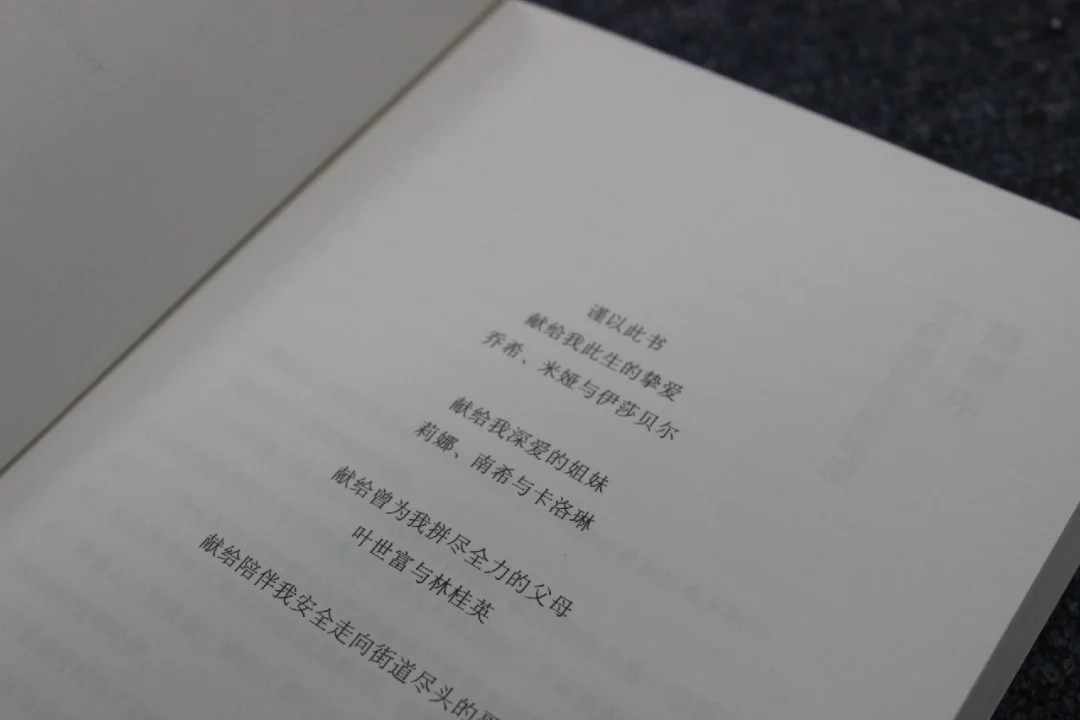 谨以此书
献给我此生的挚爱
乔希、米娅与伊莎贝尔
献给我深爱的姐妹
莉娜、南希与卡洛琳
献给曾为我拼尽全力的父母
叶世富与林桂英
献给陪伴我安全走向街道尽头的